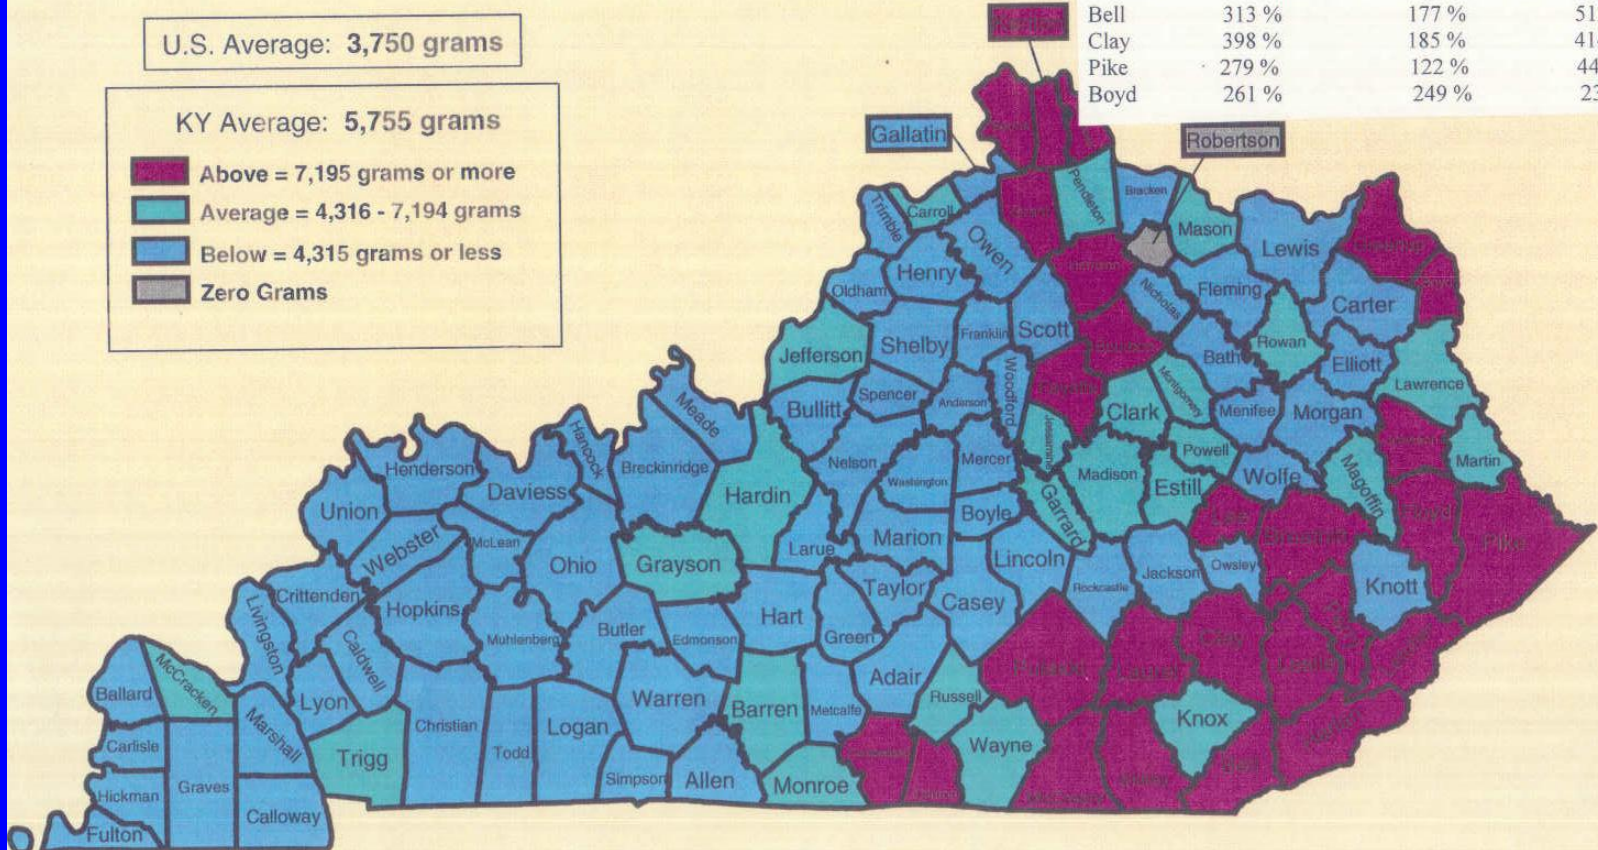 U.S. Average: 3,750 grams
KY Average: 5,755 grams
Above = 7,195 grams or more
Average = 4,316 - 7,194 grams
Below = 4,315 grams or less
Zero Grams
Bell 313 % 177 %
Clay 398 % 185 %
Pike 279 % 122 %
Boyd 261 % 249 %
Gallatin
Robertson
Pendleton
Bracken
Trimble
Carroll
Owen
Mason
Lewis
Henry
Oldham
Nicholas
Fleming
Carter
Jefferson
Shelby
Franklin
Scott
Bath
Rowan
Elliott
Lawrence
Fayette
Meade
Bullitt
Spencer
Anderson
Woodford
Clark
Montgomery
Menifee
Morgan
Hancock
Breckinridge
Nelson
Washington
Mercer
Jessamine
Madison
Powell
Wolfe
Magoffin
Martin
Henderson
Daviess
Hardin
Garrard
Estill
Union
Webster
McLean
Ohio
Grayson
Larue
Marion
Boyle
Lee
Floyd
Pike
Lincoln
Rockcastle
Jackson
Owsley
Knott
Crittenden
Hopkins
Taylor
Casey
Livingston
Caldwell
Muhlenberg
Butler
Edmonson
Hart
Green
Clay
Pulaski
Laurel
Leslie
Ballard
McCracken
Lyon
Warren
Adair
Russell
Marshall
Christian
Todd
Logan
Barren
Metcalfe
Knox
Carlisle
Trigg
Wayne
Graves
Hickman
Simpson
Allen
Monroe
Calloway
Fulton